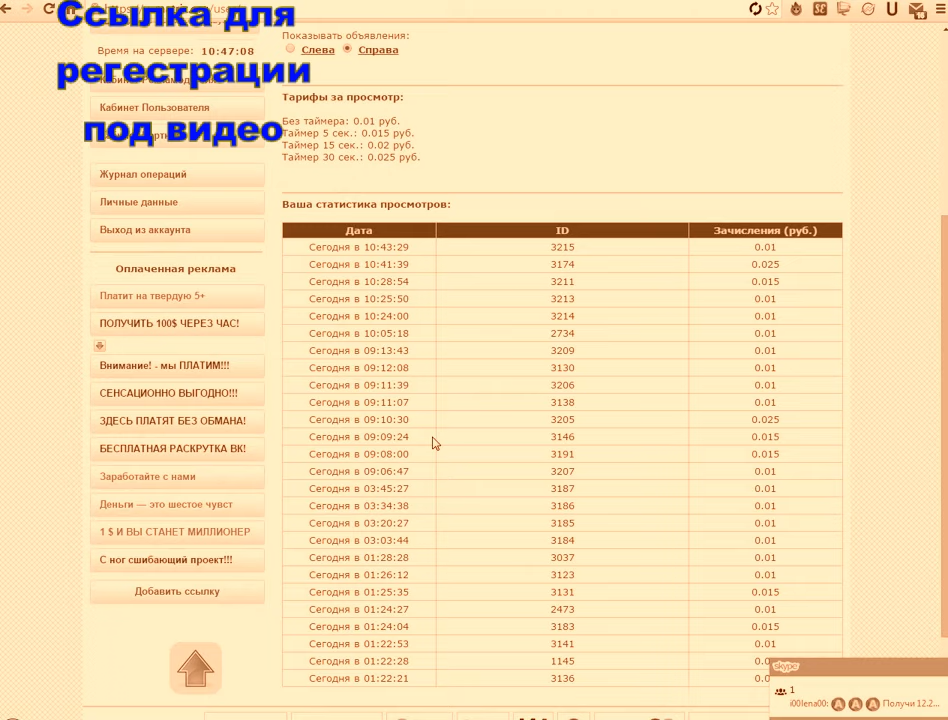 Ссылка для
регестрации
под видео
Время на сервере: 10:47:08
Кабинет Пользователя
Журнал операций
Личные данные
Выход из аккаунта
Оплаченная реклама
Платит на твердую 5+
ПОЛУЧИТЬ 100$ ЧЕРЕЗ ЧАС!
Внимание! - мы ПЛАТИМ!!!
СЕНСАЦИОННО ВЫГОДНО!!!
ЗДЕСЬ ПЛАТЯТ БЕЗ ОБМАНА!
БЕСПЛАТНАЯ РАСКРУТКА ВК!
Заработайте с нами
Деньги — это шестое чувст
1 $ И ВЫ СТАНЕТ МИЛЛИОНЕР
С ног сшибающий проект!!!
Добавить ссылку
Показывать объявления:
Слева Справа
Тарифы за просмотр:
Без таймера: 0.01 руб.
Таймер 5 сек.: 0.015 руб.
Таймер 15 сек.: 0.02 руб.
Таймер 30 сек.: 0.025 руб.
Ваша статистика просмотров:
Дата ID Зачисления (руб.)
Сегодня в 10:43:29 3215 0.01
Сегодня в 10:41:39 3174 0.025
Сегодня в 10:28:54 3211 0.015
Сегодня в 10:25:50 3213 0.01
Сегодня в 10:24:00 3214 0.01
Сегодня в 10:05:18 2734 0.01
Сегодня в 09:13:43 3209 0.01
Сегодня в 09:12:08 3130 0.01
Сегодня в 09:11:39 3206 0.01
Сегодня в 09:11:07 3138 0.01
Сегодня в 09:10:30 3205 0.025
Сегодня в 09:09:24 3146 0.015
Сегодня в 09:08:00 3191 0.015
Сегодня в 09:06:47 3207 0.01
Сегодня в 03:45:27 3187 0.01
Сегодня в 03:34:38 3186 0.01
Сегодня в 03:20:27 3185 0.01
Сегодня в 03:03:44 3184 0.01
Сегодня в 01:28:28 3037 0.01
Сегодня в 01:26:12 3123 0.01
Сегодня в 01:25:35 3131 0.015
Сегодня в 01:24:27 2473 0.01
Сегодня в 01:24:04 3183 0.015
Сегодня в 01:22:53 3141 0.01
Сегодня в 01:22:28 1145
Сегодня в 01:22:21 3136
skype
1
i00lena00: Получи 12.2...